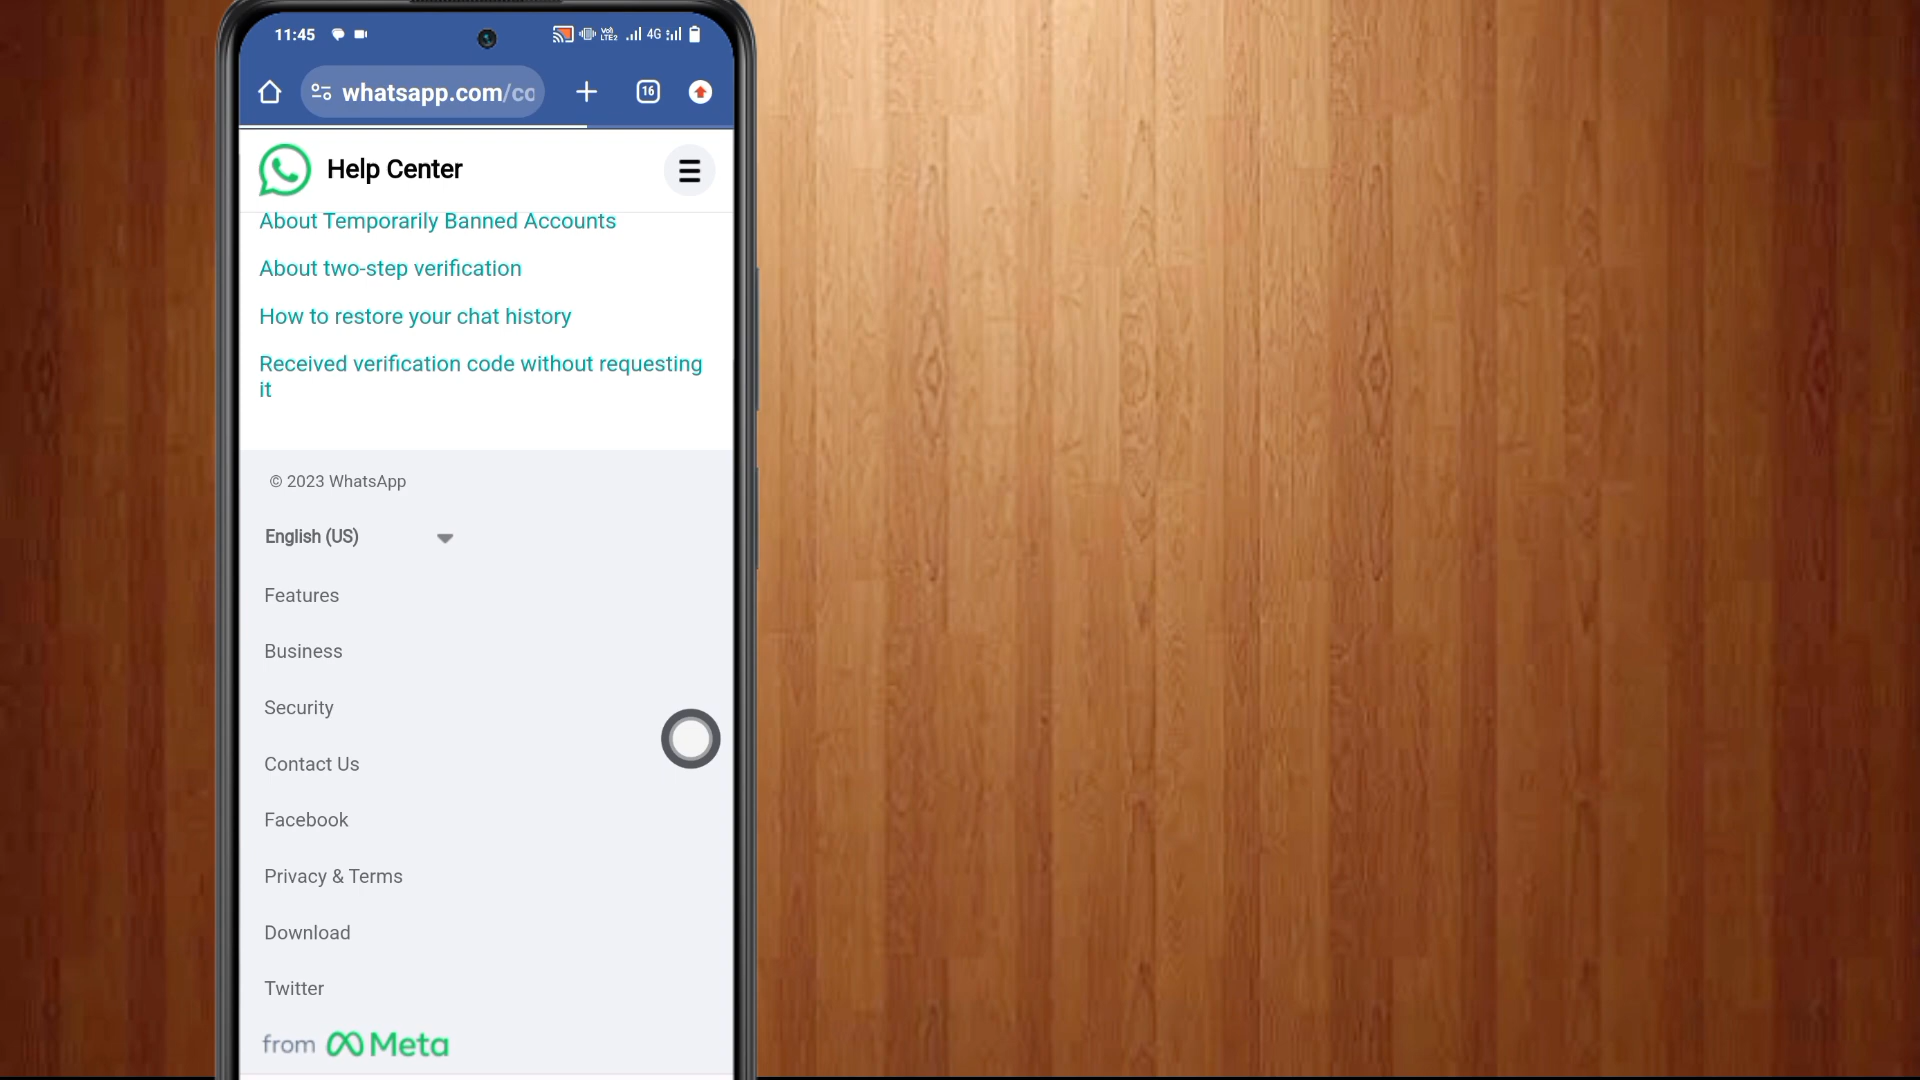 11:45
Vo)) LTE2 4G
whatsapp.com/co
16
Help Center
About Temporarily Banned Accounts
About two-step verification
How to restore your chat history
Received verification code without requesting
it
© 2023 WhatsApp
English (US)
Features
Business
Security
Contact Us
Facebook
Privacy & Terms
Download
Twitter
from Meta